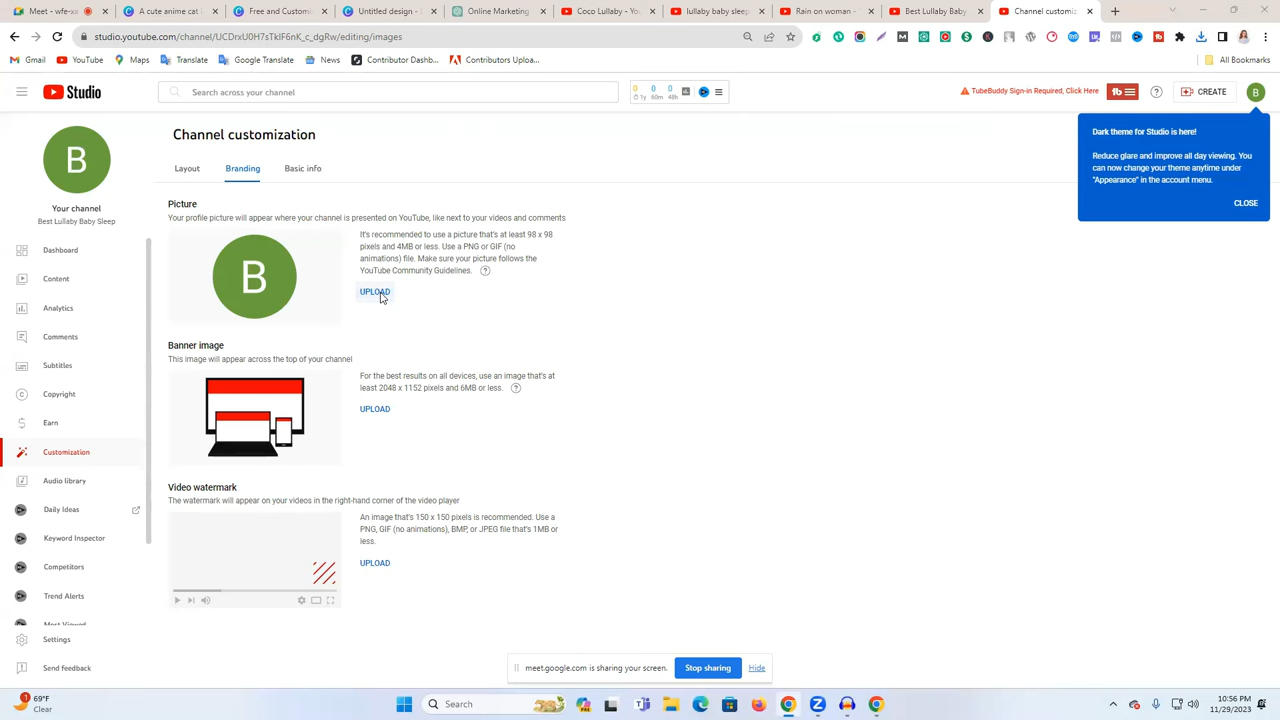 Meet -
A cute anime cat
Free and Custom
Untitled design -
Online Marketing
Coco Lullaby - Yo
lullaby baby sleep
Rain on woman -
Best Lullaby Baby
Channel customiz
studio.youtube.com/channel/UCDrxU0H7sTkIF6nK_c_dgRw/editing/images
Gmail
YouTube
Maps
Translate
Google Translate
News
Contributor Dashb...
Contributors Uploa...
All Bookmarks
Studio
Search across your channel
0 0 0
1y 60m 48h
TubeBuddy Sign-in Required, Click Here
tb
CREATE
B
Dark theme for Studio is here!
Reduce glare and improve all day viewing. You
can now change your theme anytime under
"Appearance" in the account menu.
CLOSE
B
Your channel
Best Lullaby Baby Sleep
Dashboard
Content
Analytics
Comments
Subtitles
Copyright
Earn
Customization
Audio library
Daily Ideas
Keyword Inspector
Competitors
Trend Alerts
Most Viewed
Settings
Send feedback
Channel customization
Layout
Branding
Basic info
Picture
Your profile picture will appear where your channel is presented on YouTube, like next to your videos and comments
B
It's recommended to use a picture that's at least 98 x 98
pixels and 4MB or less. Use a PNG or GIF (no
animations) file. Make sure your picture follows the
YouTube Community Guidelines.
UPLOAD
Banner image
This image will appear across the top of your channel
For the best results on all devices, use an image that's at
least 2048 x 1152 pixels and 6MB or less.
UPLOAD
Video watermark
The watermark will appear on your videos in the right-hand corner of the video player
An image that's 150 x 150 pixels is recommended. Use a
PNG, GIF (no animations), BMP, or JPEG file that's 1MB or
less.
UPLOAD
meet.google.com is sharing your screen.
Stop sharing
Hide
69°F
Clear
Search
10:56 PM
11/29/2023